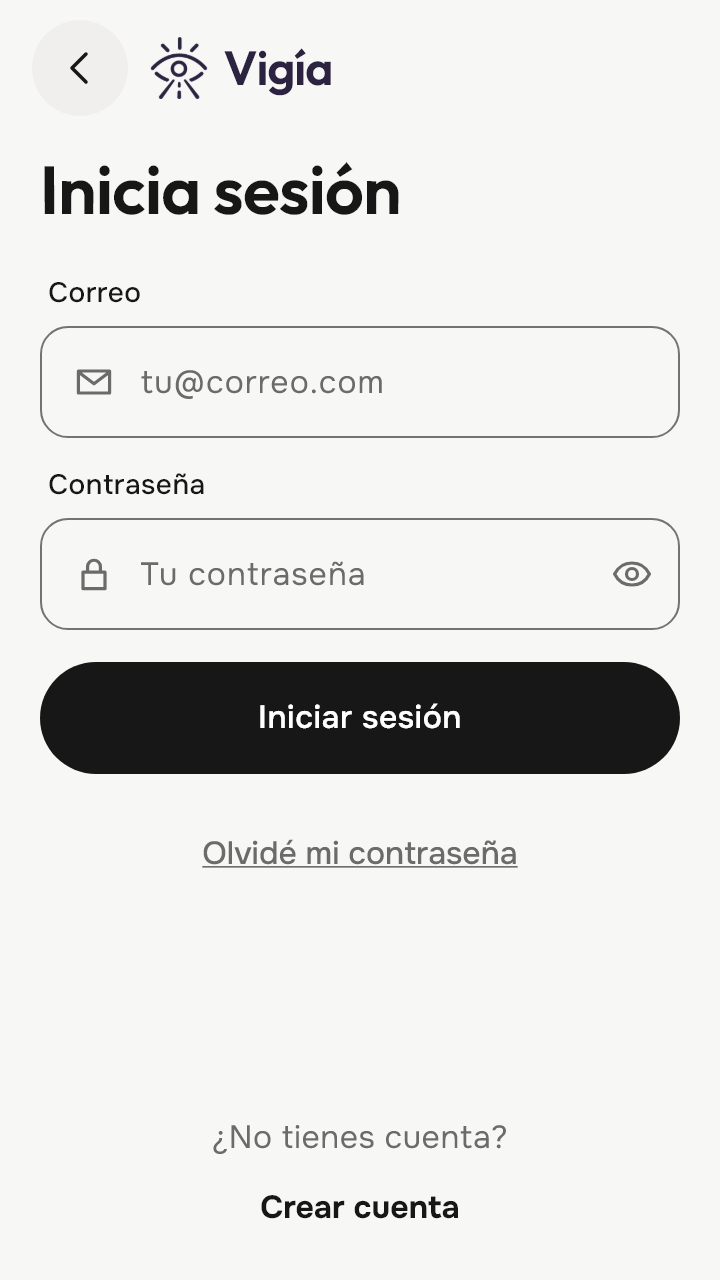 Vigía
Inicia sesión
Correo
tu@correo.com
Contraseña
Tu contraseña
Iniciar sesión
Olvidé mi contraseña
¿No tienes cuenta?
Crear cuenta